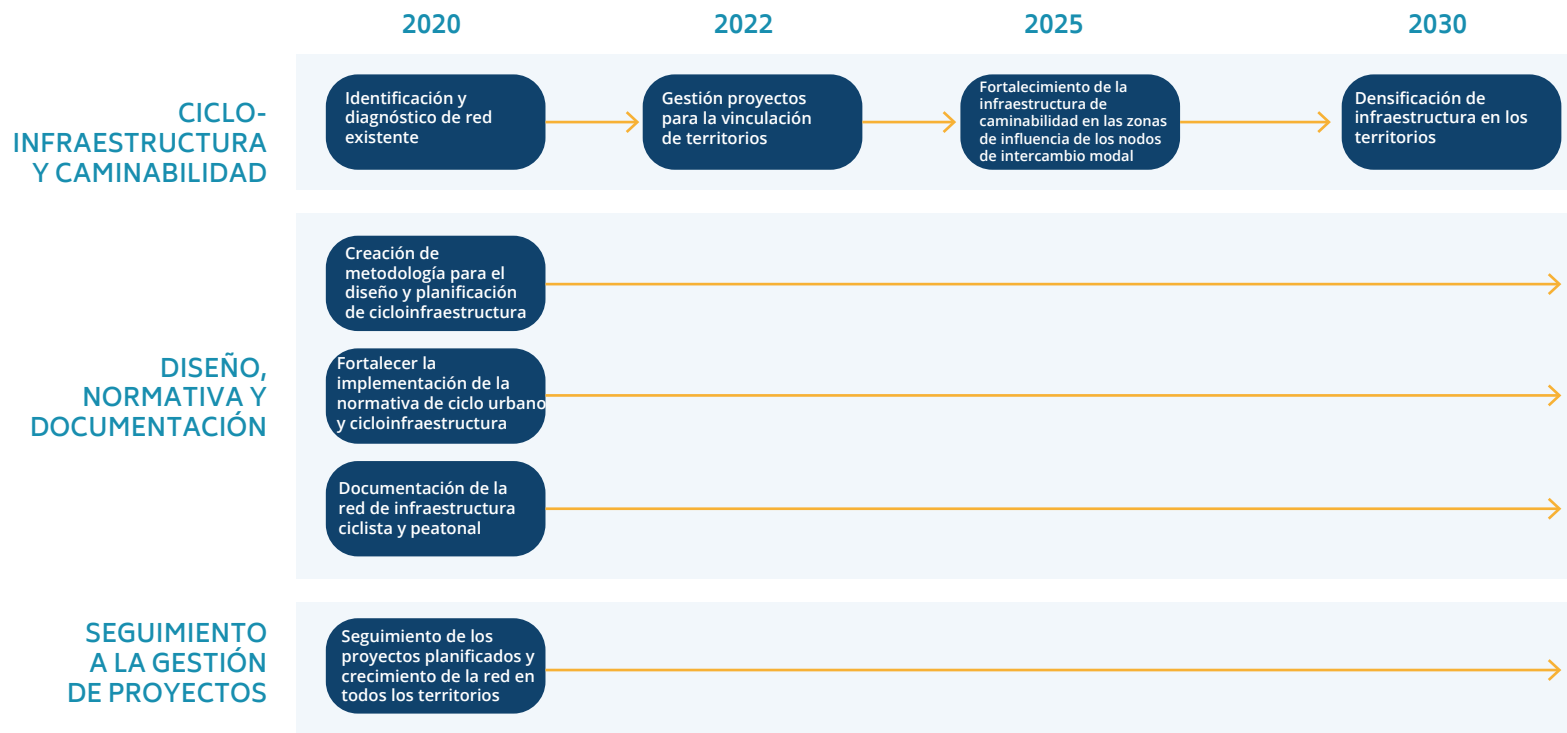 2020
2022
2025
2030
CICLO-
INFRAESTRUCTURA
Y CAMINABILIDAD
Identificación y
diagnóstico de red
existente
Gestión proyectos
para la vinculación
de territorios
Fortalecimiento de la
infraestructura de
caminabilidad en las zonas
de influencia de los nodos
de intercambio modal
Densificación de
infraestructura en los
territorios
DISEÑO,
NORMATIVA Y
DOCUMENTACIÓN
Creación de
metodología para el
diseño y planificación
de cicloinfraestructura
Fortalecer la
implementación de la
normativa de ciclo urbano
y cicloinfraestructura
Documentación de la
red de infraestructura
ciclista y peatonal
SEGUIMIENTO
A LA GESTIÓN
DE PROYECTOS
Seguimiento de los
proyectos planificados y
crecimiento de la red en
todos los territorios